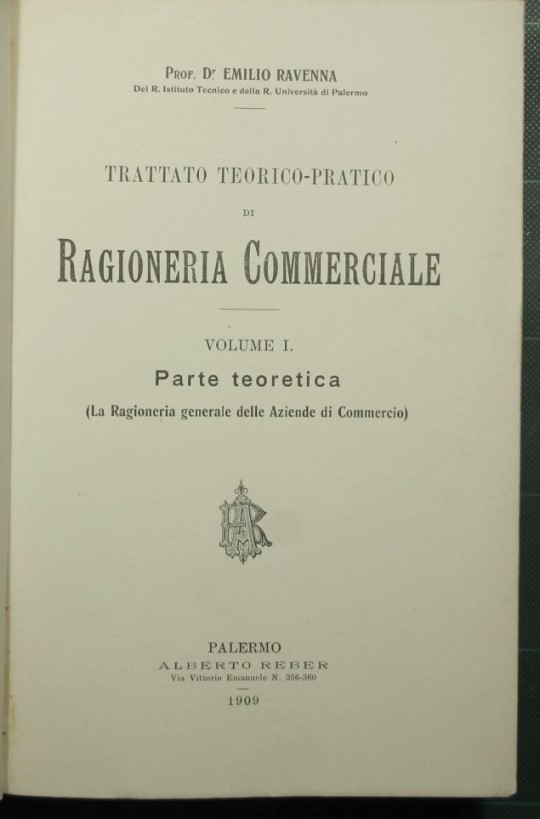 PROF. Dr EMILIO RAVENNA
Del R. Istituto Tecnico e della R. Università di Palermo
TRATTATO TEORICO-PRATICO
DI
RAGIONERIA COMMERCIALE
VOLUME I.
Parte teoretica
(La Ragioneria generale delle Aziende di Commercio)
PALERMO
ALBERTO REBER
Via Vittorio Emanuele N. 356-360
1909